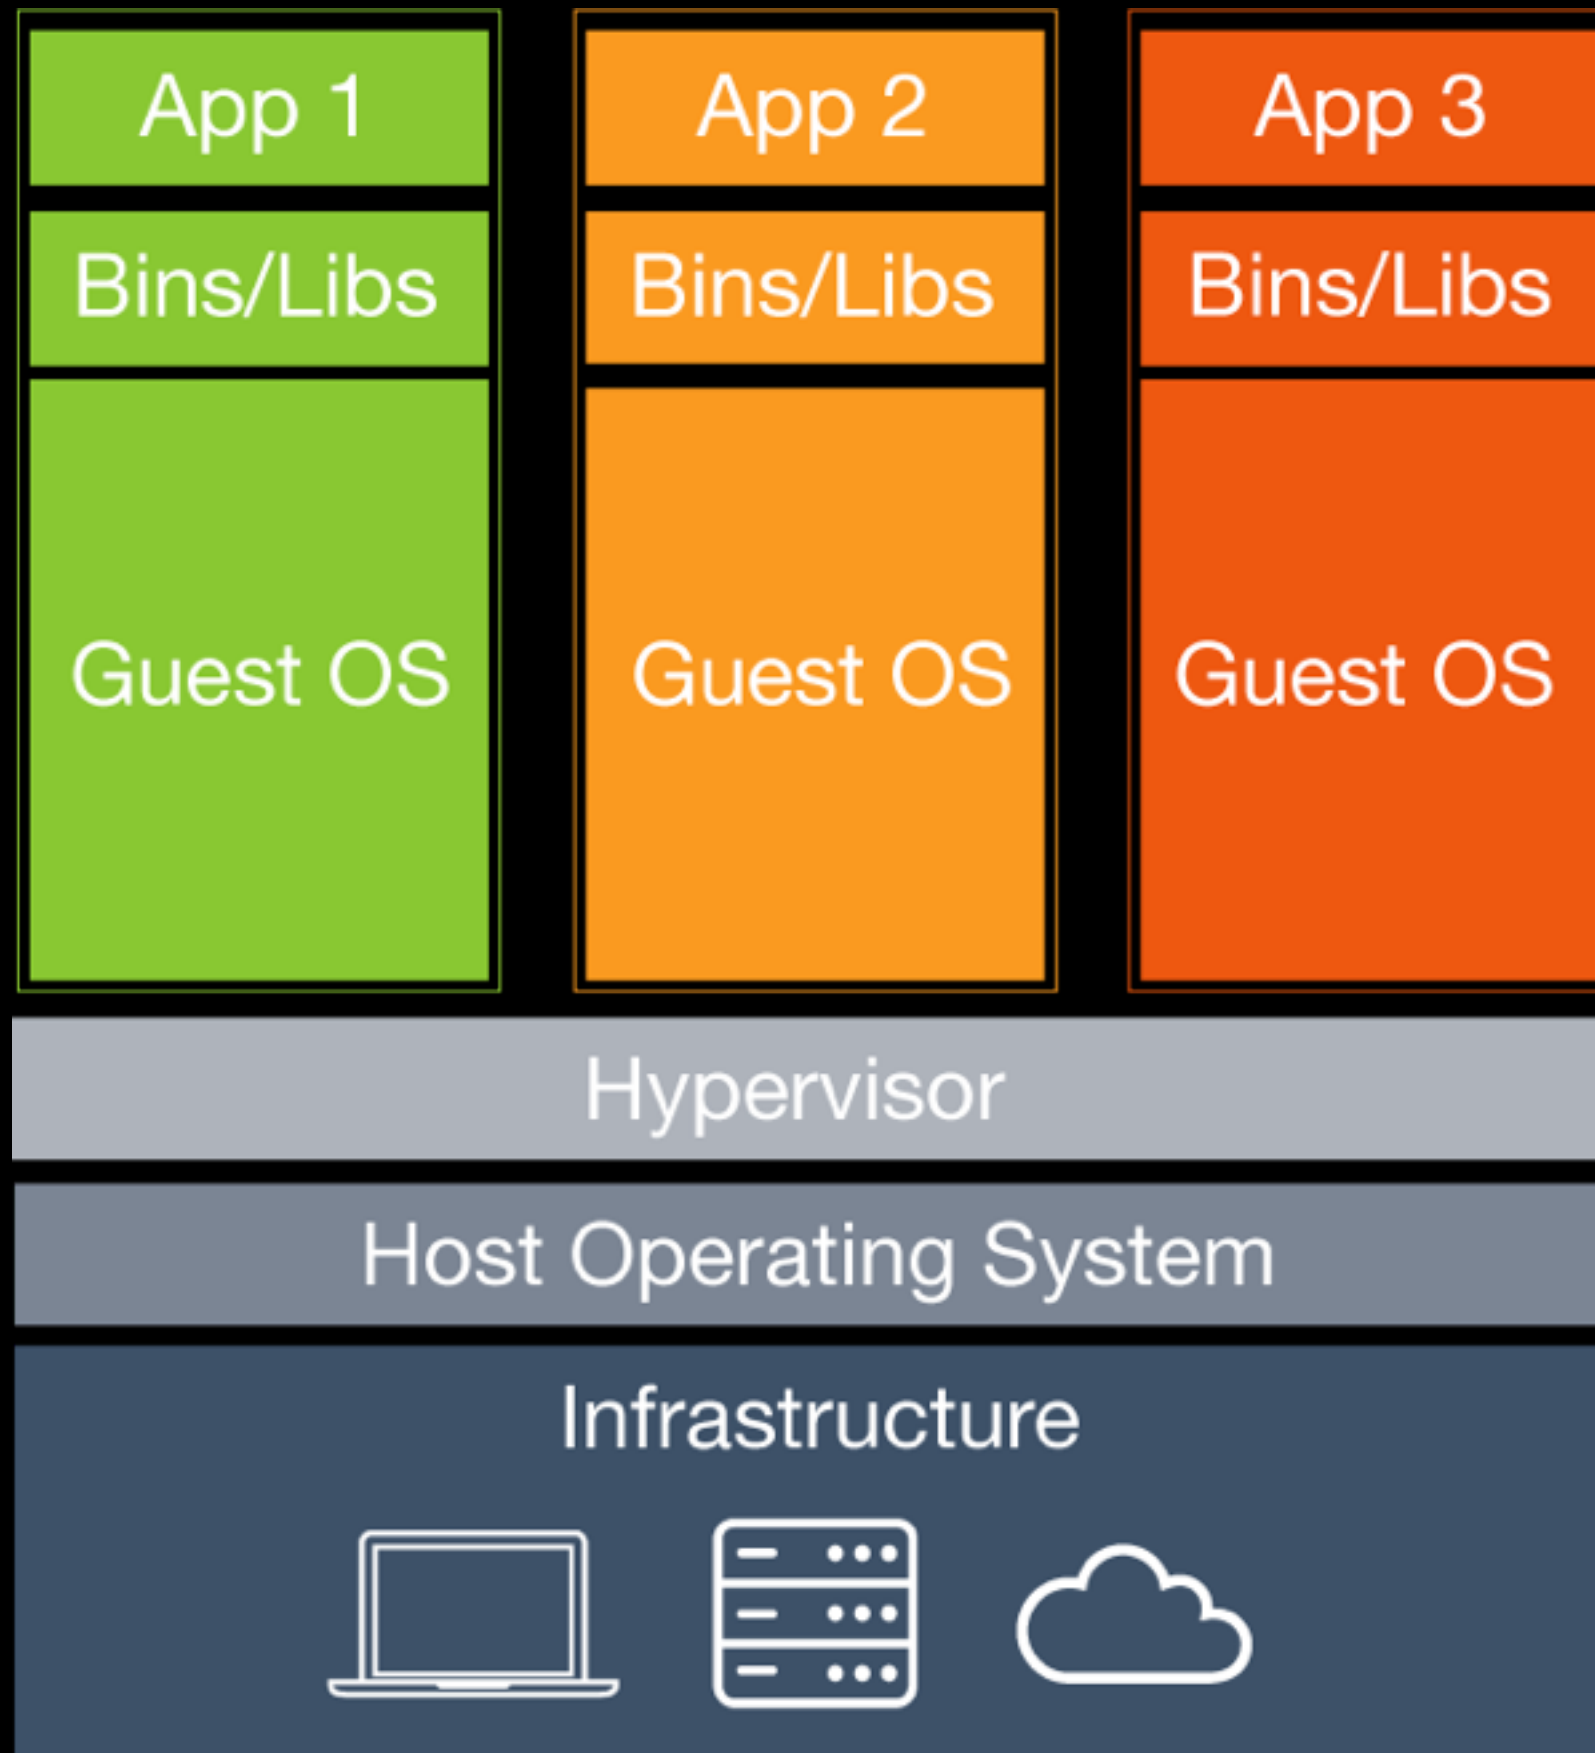 App 1
App 2
App 3
Bins/Libs
Bins/Libs
Bins/Libs
Guest OS
Guest OS
Guest OS
Hypervisor
Host Operating System
Infrastructure